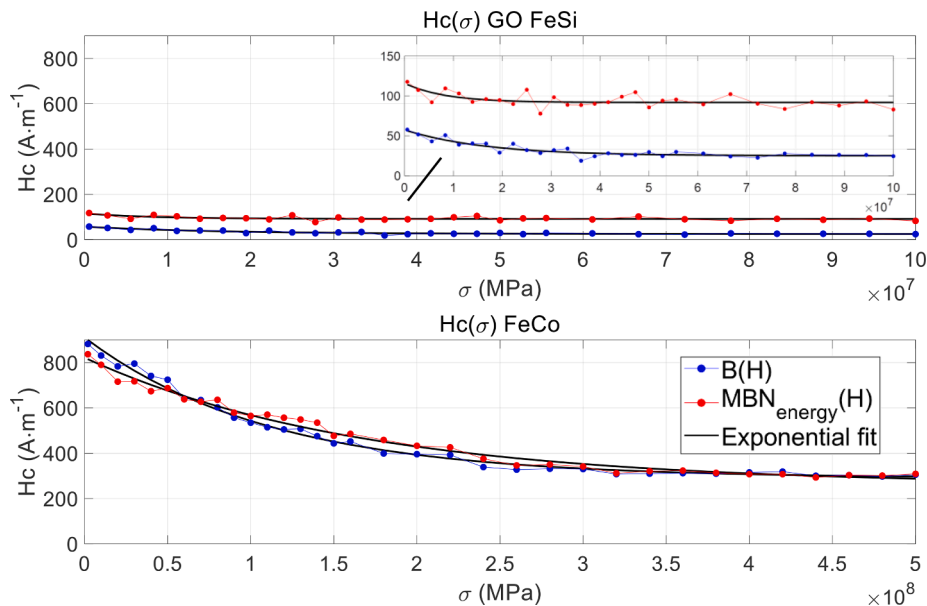 Hc(σ) GO FeSi
Hc (A·m⁻¹)
800
600
400
200
0
150
100
50
0
0 1 2 3 4 5 6 7 8 9 10
×10⁷
0 1 2 3 4 5 6 7 8 9 10
σ (MPa)
×10⁷
Hc(σ) FeCo
Hc (A·m⁻¹)
800
600
400
200
0
B(H)
MBN_energy(H)
Exponential fit
0 0.5 1 1.5 2 2.5 3 3.5 4 4.5 5
σ (MPa)
×10⁸